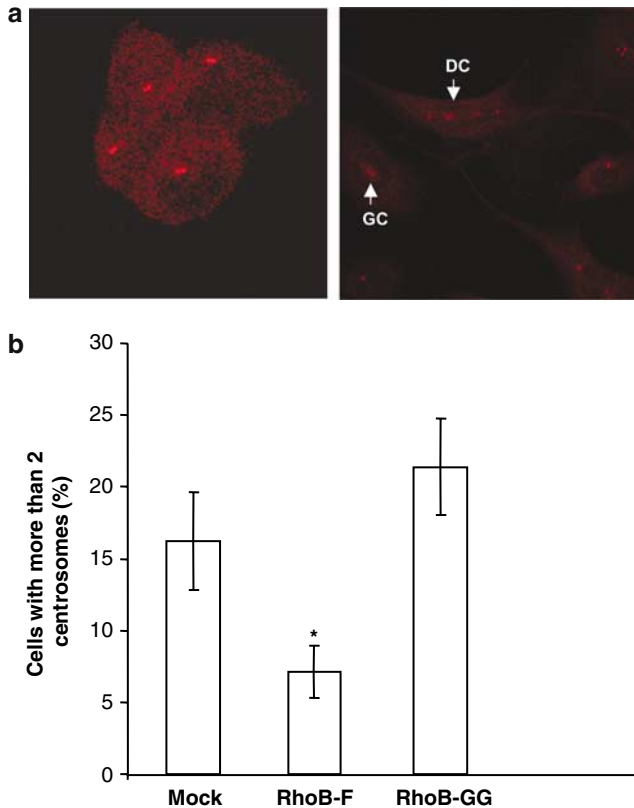 a
DC
GC
b
30
25
20
15
10
5
0
Cells with more than 2
centrosomes (%)
*
Mock RhoB-F RhoB-GG